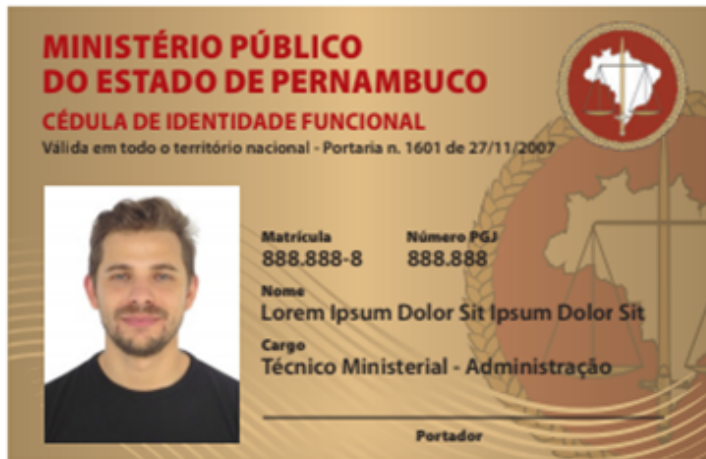 MINISTÉRIO PÚBLICO
DO ESTADO DE PERNAMBUCO
CÉDULA DE IDENTIDADE FUNCIONAL
Válida em todo o território nacional - Portaria n. 1601 de 27/11/2007
Matrícula Número PGJ
888.888-8 888.888
Nome
Lorem Ipsum Dolor Sit Ipsum Dolor Sit
Cargo
Técnico Ministerial - Administração
Portador